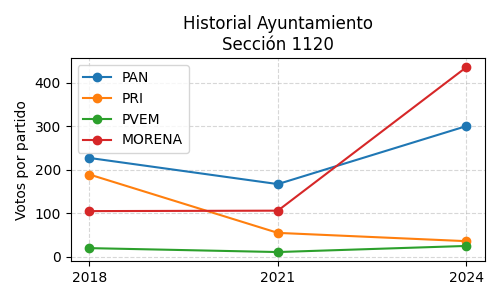 Historial Ayuntamiento
Sección 1120
Votos por partido
400
300
200
100
0
PAN
PRI
PVEM
MORENA
2018
2021
2024